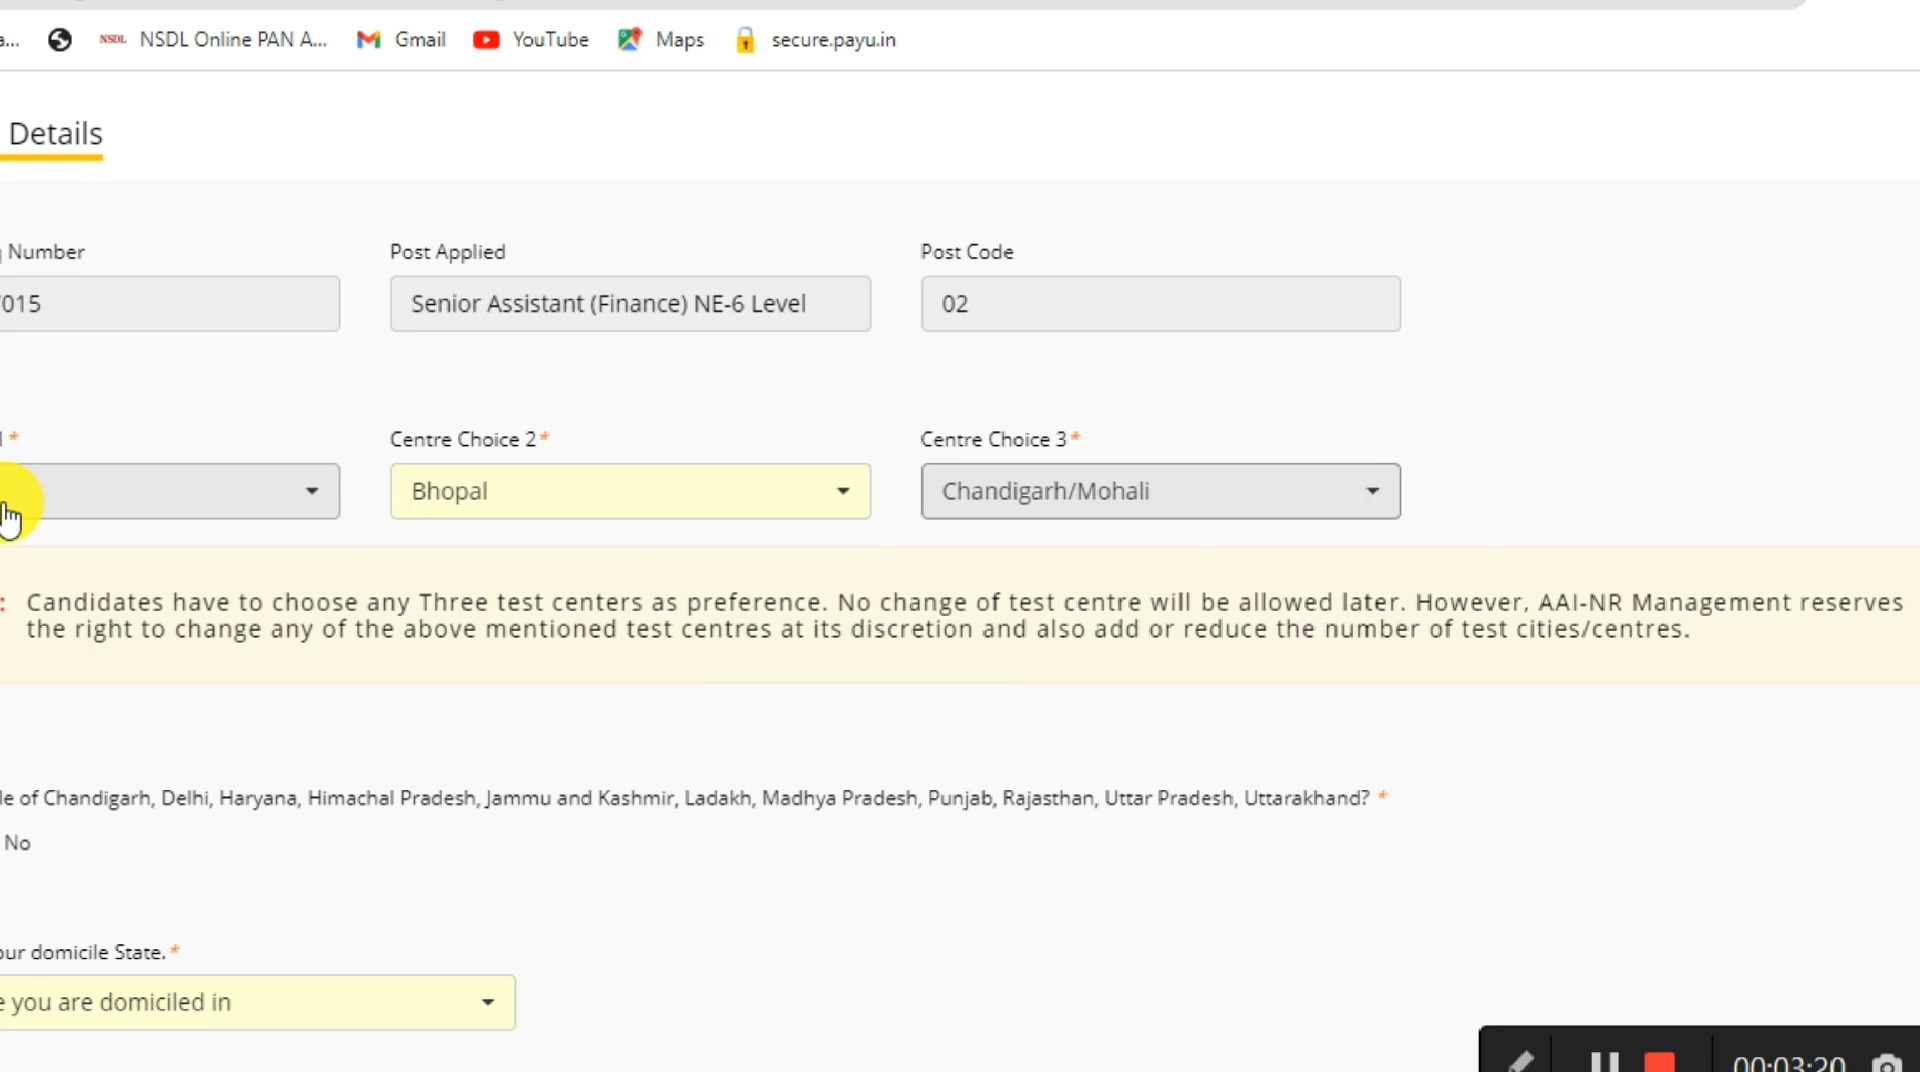 a...
NSDL NSDL Online PAN A...
Gmail
YouTube
Maps
secure.payu.in
Details
Number
Post Applied
Post Code
015
Senior Assistant (Finance) NE-6 Level
02
*
Centre Choice 2*
Centre Choice 3*
Bhopal
Chandigarh/Mohali
: Candidates have to choose any Three test centers as preference. No change of test centre will be allowed later. However, AAI-NR Management reserves
the right to change any of the above mentioned test centres at its discretion and also add or reduce the number of test cities/centres.
le of Chandigarh, Delhi, Haryana, Himachal Pradesh, Jammu and Kashmir, Ladakh, Madhya Pradesh, Punjab, Rajasthan, Uttar Pradesh, Uttarakhand? *
No
our domicile State.*
e you are domiciled in
00:03:20